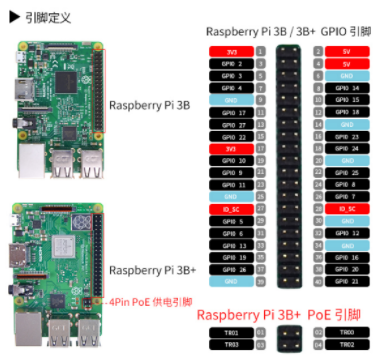 ▶ 引脚定义
Raspberry Pi 3B / 3B+ GPIO 引脚
3V3 1 2 5V
GPIO 2 3 4 5V
GPIO 3 5 6 GND
GPIO 4 7 8 GPIO 14
GND 9 10 GPIO 15
GPIO 17 11 12 GPIO 18
GPIO 27 13 14 GND
GPIO 22 15 16 GPIO 23
3V3 17 18 GPIO 24
GPIO 10 19 20 GND
GPIO 9 21 22 GPIO 25
GPIO 11 23 24 GPIO 8
GND 25 26 GPIO 7
IO_SC 27 28 IO_SC
GPIO 5 29 30 GND
GPIO 6 31 32 GPIO 12
GPIO 13 33 34 GND
GPIO 19 35 36 GPIO 16
GPIO 26 37 38 GPIO 20
GND 39 40 GPIO 21
Raspberry Pi 3B
Raspberry Pi 3B+
4Pin PoE 供电引脚
Raspberry Pi 3B+ PoE 引脚
TR01 01 02 TR00
TR03 03 04 TR02